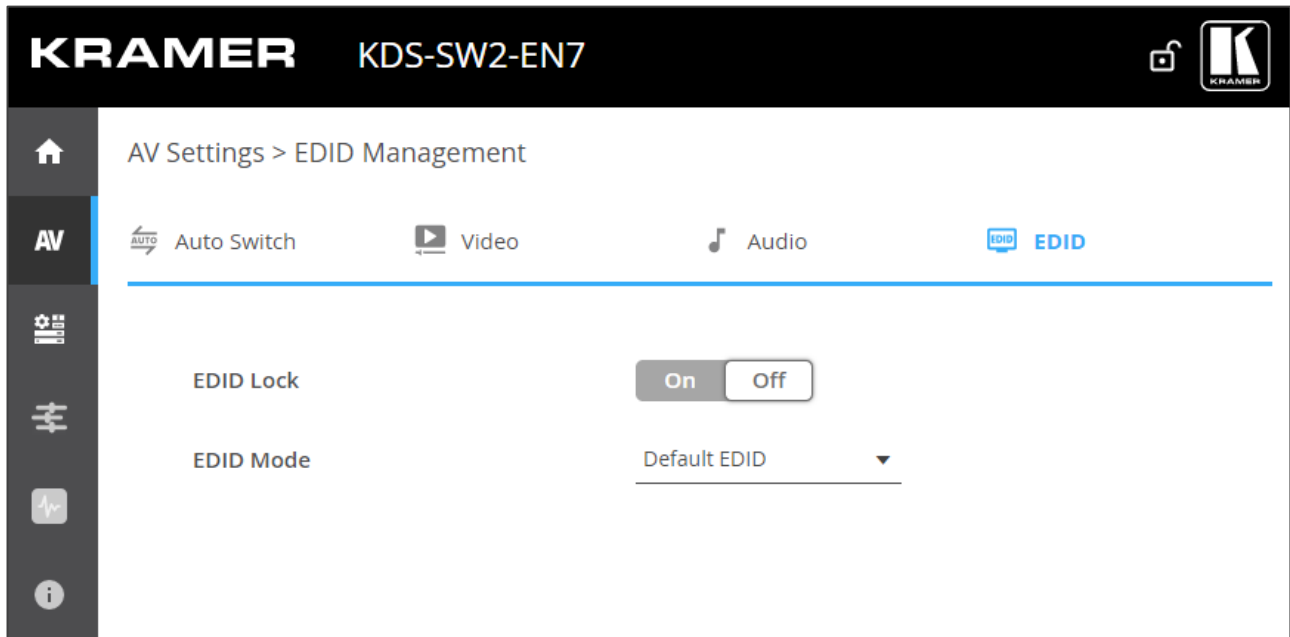 KRAMER KDS-SW2-EN7
KRAMER
AV Settings > EDID Management
AV
AUTO Auto Switch Video Audio EDID EDID
EDID Lock On Off
EDID Mode Default EDID